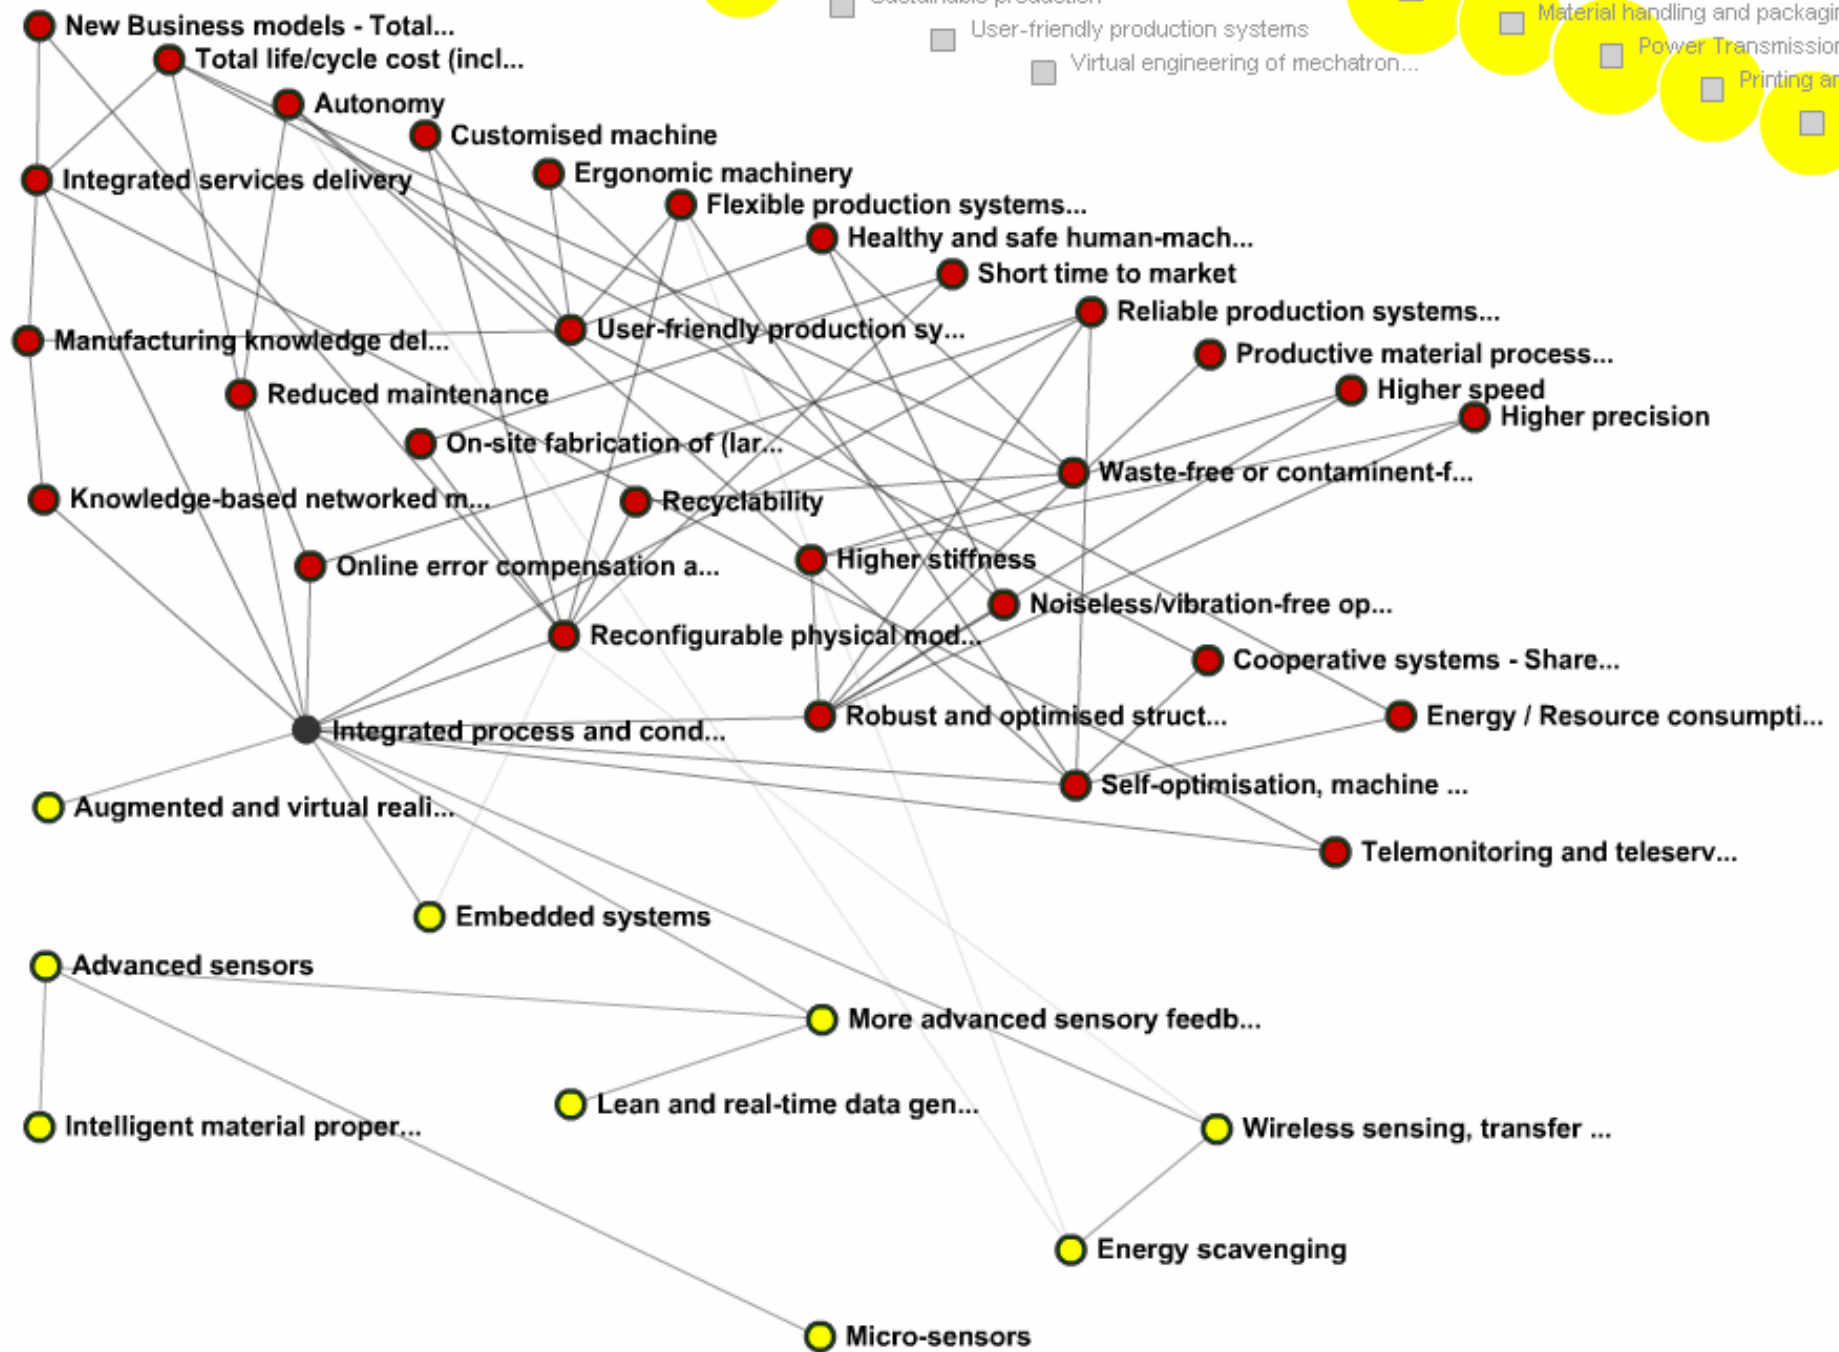 Sustainable production
User-friendly production systems
Virtual engineering of mechatron...
Material handling and packagin
Power Transmission
Printing an
New Business models - Total...
Total life/cycle cost (incl...
Autonomy
Customised machine
Ergonomic machinery
Integrated services delivery
Flexible production systems...
Healthy and safe human-mach...
Short time to market
Reliable production systems...
Manufacturing knowledge del...
User-friendly production sy...
Productive material process...
Higher speed
Reduced maintenance
Higher precision
On-site fabrication of (lar...
Waste-free or contaminent-f...
Knowledge-based networked m...
Recyclability
Online error compensation a...
Higher stiffness
Noiseless/vibration-free op...
Reconfigurable physical mod...
Cooperative systems - Share...
Integrated process and cond...
Robust and optimised struct...
Energy / Resource consumpti...
Self-optimisation, machine ...
Augmented and virtual reali...
Telemonitoring and teleserv...
Embedded systems
Advanced sensors
More advanced sensory feedb...
Lean and real-time data gen...
Intelligent material proper...
Wireless sensing, transfer ...
Energy scavenging
Micro-sensors